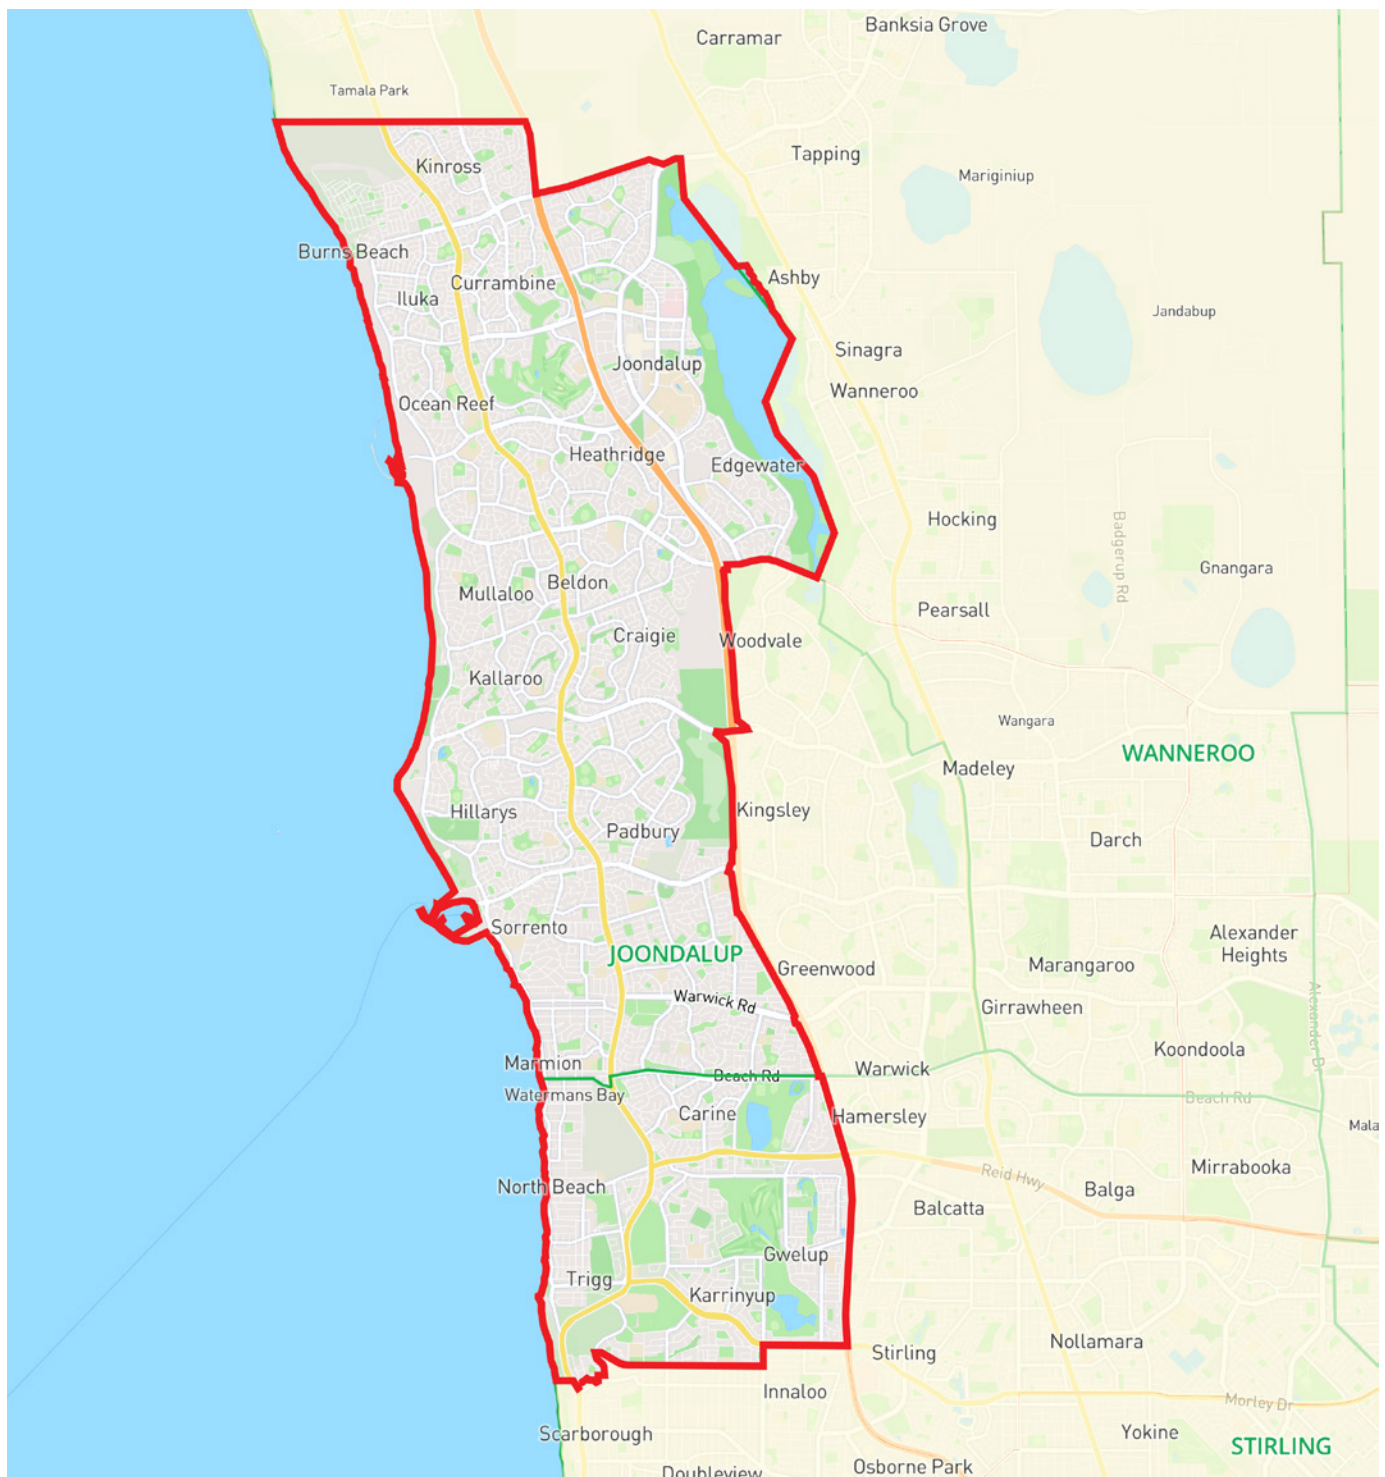 Banksia Grove
Carramar
Tamala Park
Tapping
Kinross
Mariginiup
Burns Beach
Ashby
Currambine
Iluka
Jandabup
Sinagra
Joondalup
Wanneroo
Ocean Reef
Heathridge
Edgewater
Hocking
Badgerup Rd
Gnangara
Beldon
Mullaloo
Pearsall
Craigie
Woodvale
Kallaroo
Wangara
WANNEROO
Madeley
Hillarys
Kingsley
Padbury
Darch
Sorrento
Alexander
Heights
JOONDALUP
Greenwood
Marangaroo
Warwick Rd
Girrawheen
Alexander Dr
Koondoola
Marmion
Warwick
Beach Rd
Watermans Bay
Beach Rd
Carine
Hamersley
Mala
Mirrabooka
Reid Hwy
North Beach
Balga
Balcatta
Gwelup
Trigg
Karrinyup
Nollamara
Stirling
Innaloo
Morley Dr
Scarborough
Yokine
STIRLING
Osborne Park
Doubleview